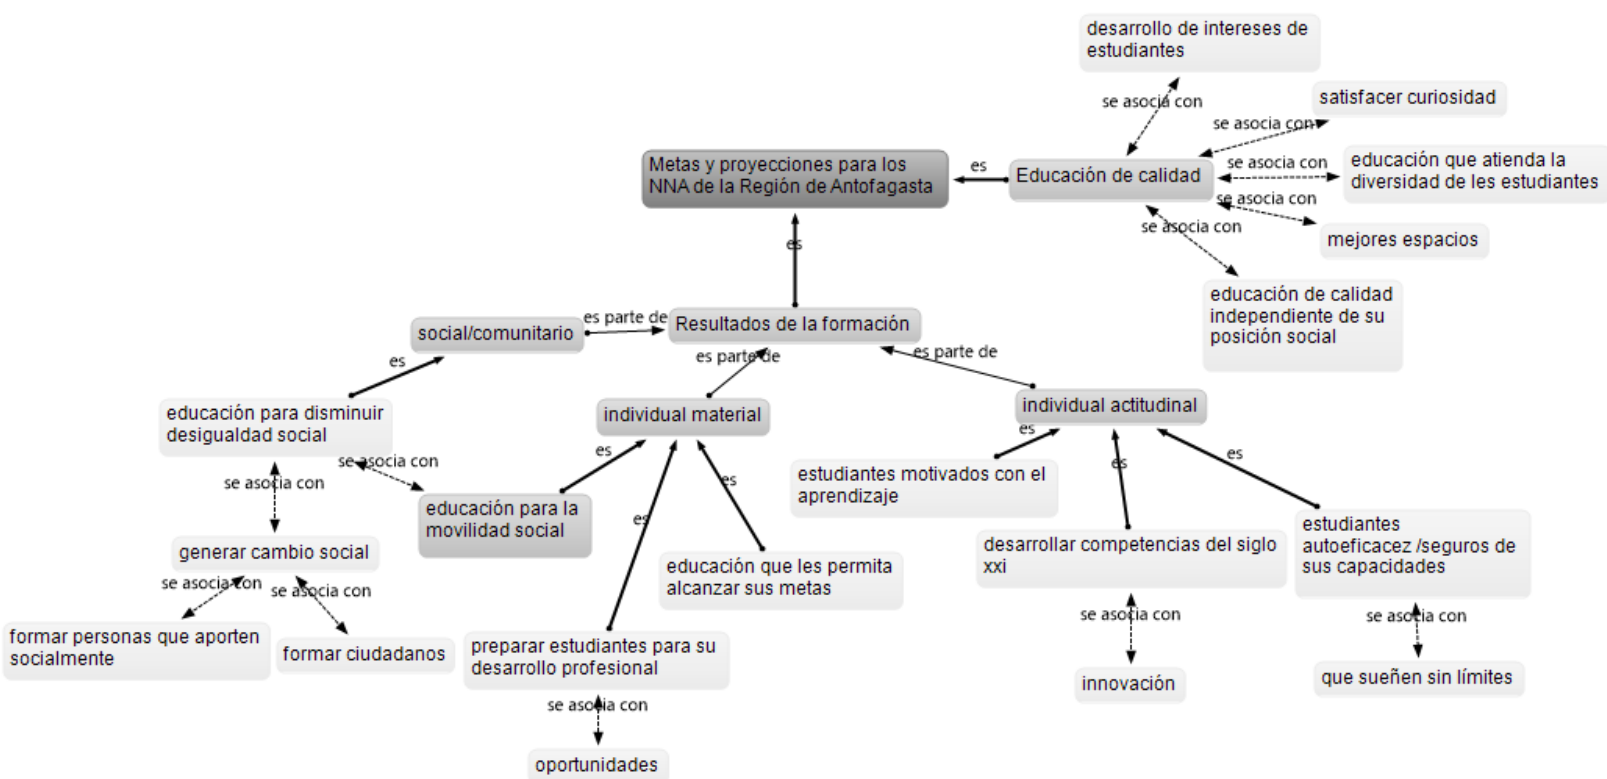 desarrollo de intereses de
estudiantes
se asocia con
satisfacer curiosidad
se asocia con
Metas y proyecciones para los
NNA de la Región de Antofagasta
es
Educación de calidad
se asocia con
educación que atienda la
diversidad de les estudiantes
se asocia con
mejores espacios
se asocia con
educación de calidad
independiente de su
posición social
es
social/comunitario
es parte de
Resultados de la formación
es parte de
es parte de
es
educación para disminuir
desigualdad social
individual material
individual actitudinal
se asocia con
se asocia con
es
es
es
es
es
es
educación para la
movilidad social
estudiantes motivados con el
aprendizaje
generar cambio social
educación que les permita
alcanzar sus metas
desarrollar competencias del siglo
xxi
estudiantes
autoeficacez /seguros de
sus capacidades
se asocia con
se asocia con
formar personas que aporten
socialmente
formar ciudadanos
preparar estudiantes para su
desarrollo profesional
se asocia con
se asocia con
innovación
que sueñen sin límites
se asocia con
oportunidades